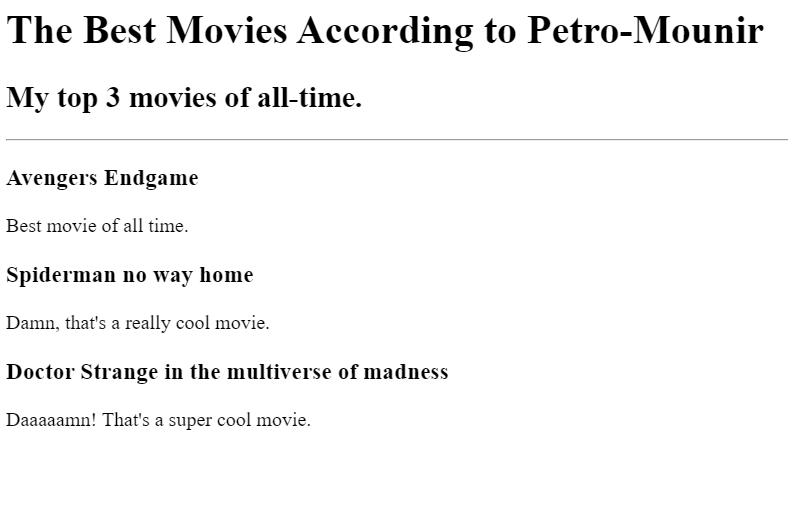 The Best Movies According to Petro-Mounir
My top 3 movies of all-time.
Avengers Endgame
Best movie of all time.
Spiderman no way home
Damn, that's a really cool movie.
Doctor Strange in the multiverse of madness
Daaaaamn! That's a super cool movie.